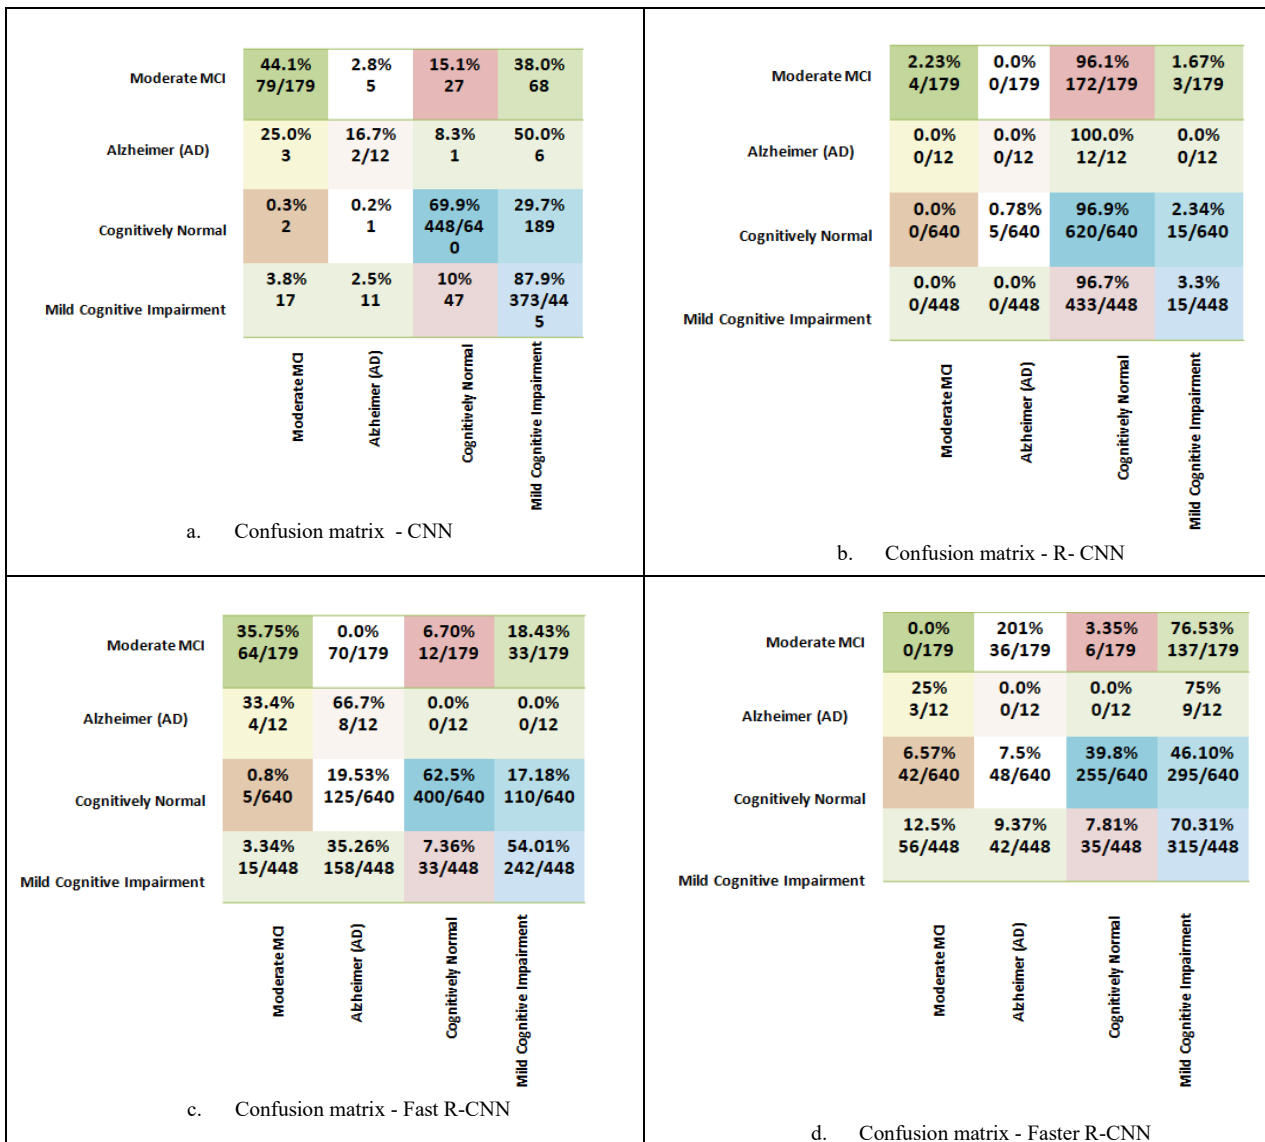 Moderate MCI
44.1% 2.8% 15.1% 38.0%
79/179 5 27 68
Alzheimer (AD)
25.0% 16.7% 8.3% 50.0%
3 2/12 1 6
Cognitively Normal
0.3% 0.2% 69.9% 29.7%
2 1 448/64 189
0
Mild Cognitive Impairment
3.8% 2.5% 10% 87.9%
17 11 47 373/44
5
Moderate MCI
Alzheimer (AD)
Cognitively Normal
Mild Cognitive Impairment
a. Confusion matrix - CNN
Moderate MCI
2.23% 0.0% 96.1% 1.67%
4/179 0/179 172/179 3/179
Alzheimer (AD)
0.0% 0.0% 100.0% 0.0%
0/12 0/12 12/12 0/12
Cognitively Normal
0.0% 0.78% 96.9% 2.34%
0/640 5/640 620/640 15/640
Mild Cognitive Impairment
0.0% 0.0% 96.7% 3.3%
0/448 0/448 433/448 15/448
Moderate MCI
Alzheimer (AD)
Cognitively Normal
Mild Cognitive Impairment
b. Confusion matrix - R- CNN
Moderate MCI
35.75% 0.0% 6.70% 18.43%
64/179 70/179 12/179 33/179
Alzheimer (AD)
33.4% 66.7% 0.0% 0.0%
4/12 8/12 0/12 0/12
Cognitively Normal
0.8% 19.53% 62.5% 17.18%
5/640 125/640 400/640 110/640
Mild Cognitive Impairment
3.34% 35.26% 7.36% 54.01%
15/448 158/448 33/448 242/448
Moderate MCI
Alzheimer (AD)
Cognitively Normal
Mild Cognitive Impairment
c. Confusion matrix - Fast R-CNN
Moderate MCI
0.0% 201% 3.35% 76.53%
0/179 36/179 6/179 137/179
Alzheimer (AD)
25% 0.0% 0.0% 75%
3/12 0/12 0/12 9/12
Cognitively Normal
6.57% 7.5% 39.8% 46.10%
42/640 48/640 255/640 295/640
Mild Cognitive Impairment
12.5% 9.37% 7.81% 70.31%
56/448 42/448 35/448 315/448
Moderate MCI
Alzheimer (AD)
Cognitively Normal
Mild Cognitive Impairment
d. Confusion matrix - Faster R-CNN